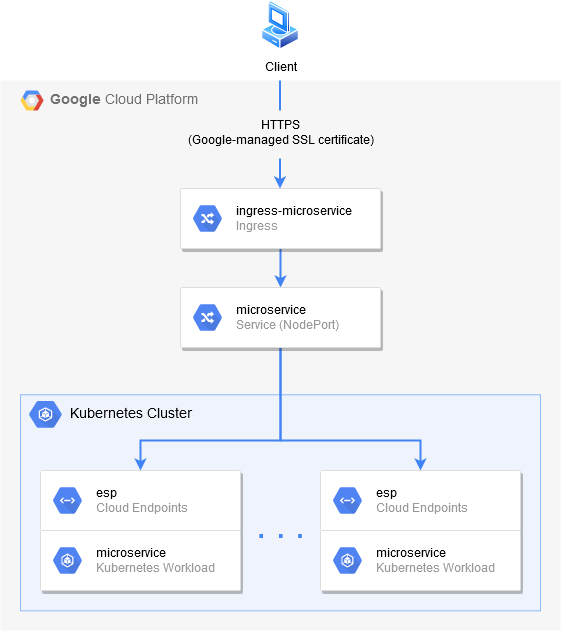 Client
Google Cloud Platform
HTTPS
(Google-managed SSL certificate)
ingress-microservice
Ingress
microservice
Service (NodePort)
Kubernetes Cluster
esp
Cloud Endpoints
microservice
Kubernetes Workload
. . .
esp
Cloud Endpoints
microservice
Kubernetes Workload